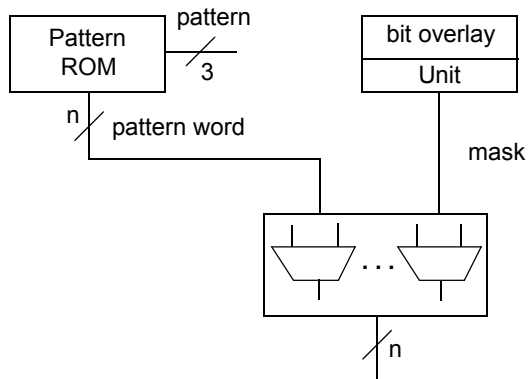 pattern
Pattern
ROM
3
bit overlay
Unit
n
pattern word
mask
. . .
n